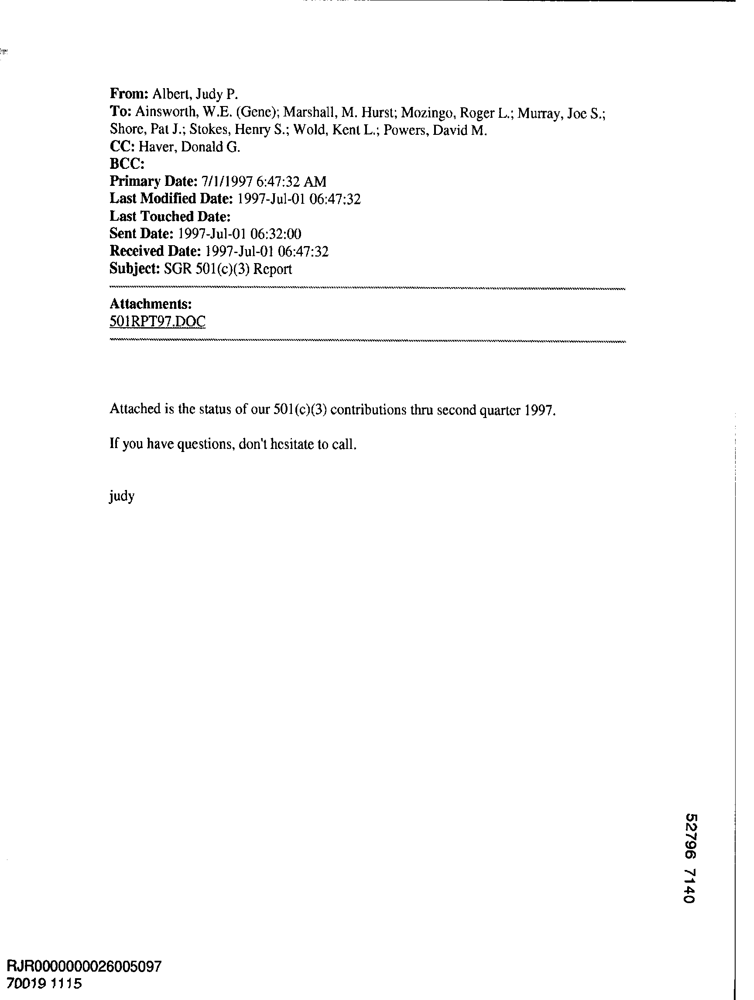 From: Albert, Judy P.
To: Ainsworth, W.E. (Gene); Marshall, M. Hurst; Mozingo, Roger L.; Murray, Joe S.;
Shore, Pat J.; Stokes, Henry S.; Wold, Kent L.; Powers, David M.
CC: Haver, Donald G.
BCC:
Primary Date: 7/1/1997 6:47:32 AM
Last Modified Date: 1997-Jul-01 06:47:32
Last Touched Date:
Sent Date: 1997-Jul-01 06:32:00
Received Date: 1997-Jul-01 06:47:32
Subject: SGR 501(c)(3) Report
Attachments:
501RPT97.DOC
Attached is the status of our 501(c)(3) contributions thru second quarter 1997.
If you have questions, don't hesitate to call.
judy
52796 7140
RJR0000000026005097
70019 1115